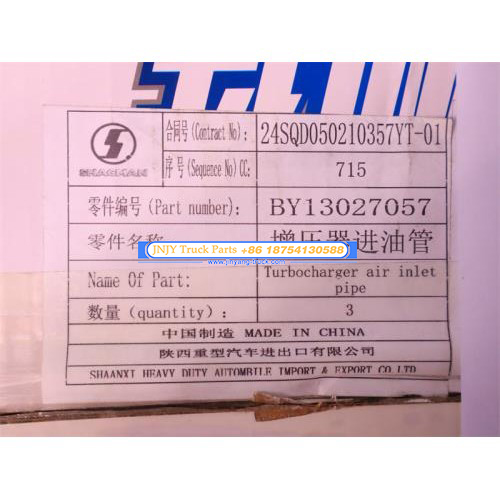 合同号(Contract No): 24SQD050210357YT-01
序号(Sequence No)CG: 715
SHACMAN
零件编号(Part number): BY13027057
零件名称 增压器进油管
JNJY Truck Parts +86 18754130588
Name Of Part: Turbocharger air inlet
pipe
数量(quantity): 3
中国制造 MADE IN CHINA
陕西重型汽车进出口有限公司
SHAANXI HEAVY DUTY AUTOMBILE IMPORT & EXPORT CO.LTD